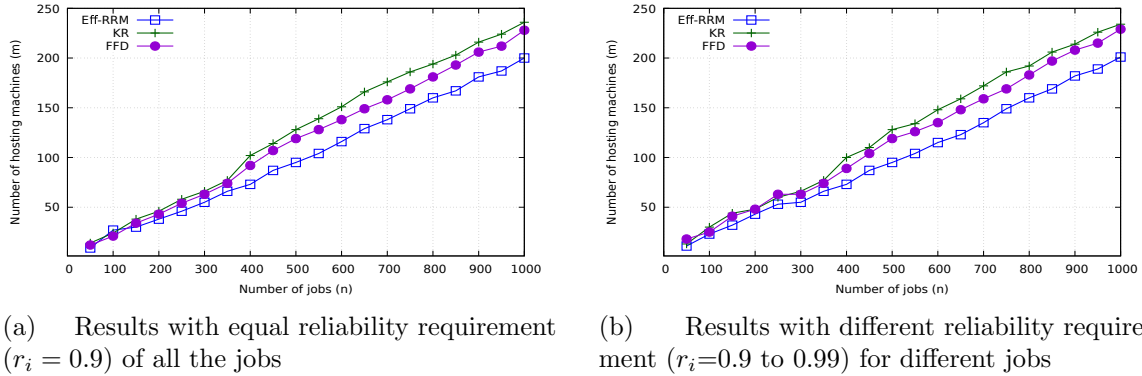 250
200
150
100
50
Number of hosting machines (m)
Eff-RRM
KR
FFD
0 100 200 300 400 500 600 700 800 900 1000
Number of jobs (n)
(a) Results with equal reliability requirement
(r_i = 0.9) of all the jobs
250
200
150
100
50
Number of hosting machines (m)
Eff-RRM
KR
FFD
0 100 200 300 400 500 600 700 800 900 1000
Number of jobs (n)
(b) Results with different reliability require
ment (r_i=0.9 to 0.99) for different jobs